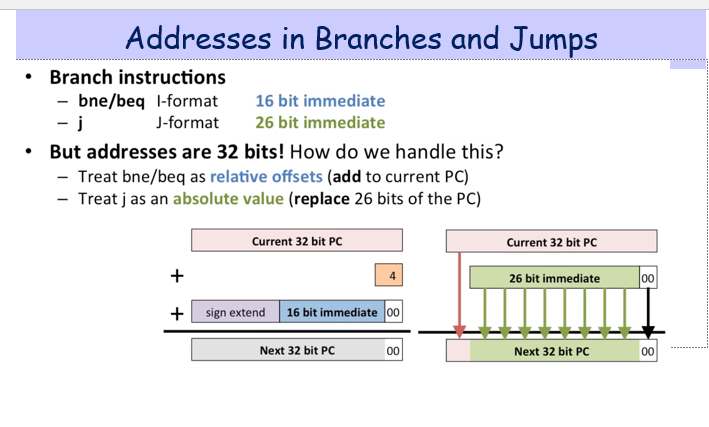 Addresses in Branches and Jumps
• Branch instructions
– bne/beq I-format 16 bit immediate
– j J-format 26 bit immediate
• But addresses are 32 bits! How do we handle this?
– Treat bne/beq as relative offsets (add to current PC)
– Treat j as an absolute value (replace 26 bits of the PC)
Current 32 bit PC
+ 4
+ sign extend 16 bit immediate 00
Next 32 bit PC 00
Current 32 bit PC
26 bit immediate 00
Next 32 bit PC 00